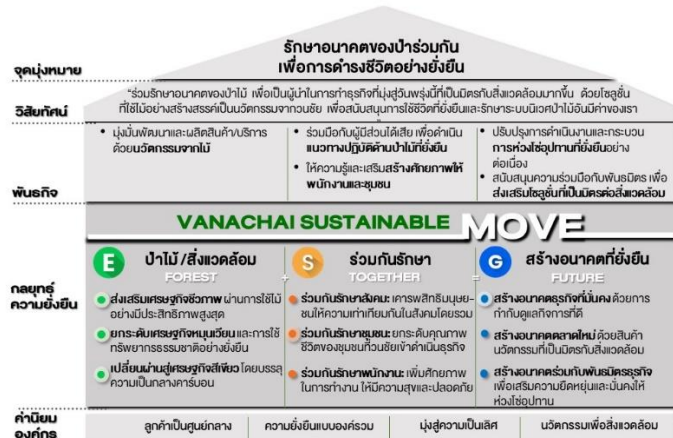 รักษาอนาคตของป่าร่วมกัน
เพื่อการดำรงชีวิตอย่างยั่งยืน
จุดมุ่งหมาย
"ร่วมรักษาอนาคตของป่าไม้ เพื่อเป็นผู้นำในการทำธุรกิจที่มุ่งสู่วันพรุ่งนี้ที่เป็นมิตรกับสิ่งแวดล้อมมากขึ้น ด้วยโซลูชั่น
ที่ใช้ไม้อย่างสร้างสรรค์เป็นนวัตกรรมจากวนชัย เพื่อสนับสนุนการใช้ชีวิตที่ยั่งยืนและรักษาระบบนิเวศป่าไม้อันมีค่าของเรา
วิสัยทัศน์
• มุ่งมั่นพัฒนาและผลิตสินค้า/บริการ
ด้วยนวัตกรรมจากไม้
• ร่วมมือกับผู้มีส่วนได้เสีย เพื่อดำเนิน
แนวทางปฏิบัติด้านป่าไม้ที่ยั่งยืน
• ให้ความรู้และเสริมสร้างศักยภาพให้
พนักงานและชุมชน
• ปรับปรุงการดำเนินงานและกระบวน
การห่วงโซ่อุปทานที่ยั่งยืนอย่าง
ต่อเนื่อง
• สนับสนุนความร่วมมือกับพันธมิตร เพื่อ
ส่งเสริมโซลูชั่นที่เป็นมิตรต่อสิ่งแวดล้อม
พันธกิจ
VANACHAI SUSTAINABLE MOVE
กลยุทธ์
ความยั่งยืน
E ป่าไม้/สิ่งแวดล้อม
FOREST
• ส่งเสริมเศรษฐกิจชีวภาพ ผ่านการใช้ไม้
อย่างมีประสิทธิภาพสูงสุด
• ยกระดับเศรษฐกิจหมุนเวียน และการใช้
ทรัพยากรธรรมชาติอย่างยั่งยืน
• เปลี่ยนผ่านสู่เศรษฐกิจสีเขียว โดยบรรลุ
ความเป็นกลางคาร์บอน
+
S ร่วมกันรักษา
TOGETHER
• ร่วมกันรักษาสังคม: เคารพสิทธิมนุษย-
ชนให้ความเท่าเทียมกันในสังคมโดยรวม
• ร่วมกันรักษาชุมชน: ยกระดับคุณภาพ
ชีวิตของชุมชนที่วนชัยเข้าดำเนินธุรกิจ
• ร่วมกันรักษาพนักงาน: เพิ่มศักยภาพ
ในการทำงาน ให้มีความสุขและปลอดภัย
=
G สร้างอนาคตที่ยั่งยืน
FUTURE
• สร้างอนาคตธุรกิจที่มั่นคง ด้วยการ
กำกับดูแลกิจการที่ดี
• สร้างอนาคตตลาดใหม่ ด้วยสินค้า
นวัตกรรมที่เป็นมิตรกับสิ่งแวดล้อม
• สร้างอนาคตร่วมกับพันธมิตรธุรกิจ
เพื่อเสริมความยืดหยุ่นและมั่นคงให้
ห่วงโซ่อุปทาน
ค่านิยม
องค์กร
ลูกค้าเป็นศูนย์กลาง
ความยั่งยืนแบบองค์รวม
มุ่งสู่ความเป็นเลิศ
นวัตกรรมเพื่อสิ่งแวดล้อม